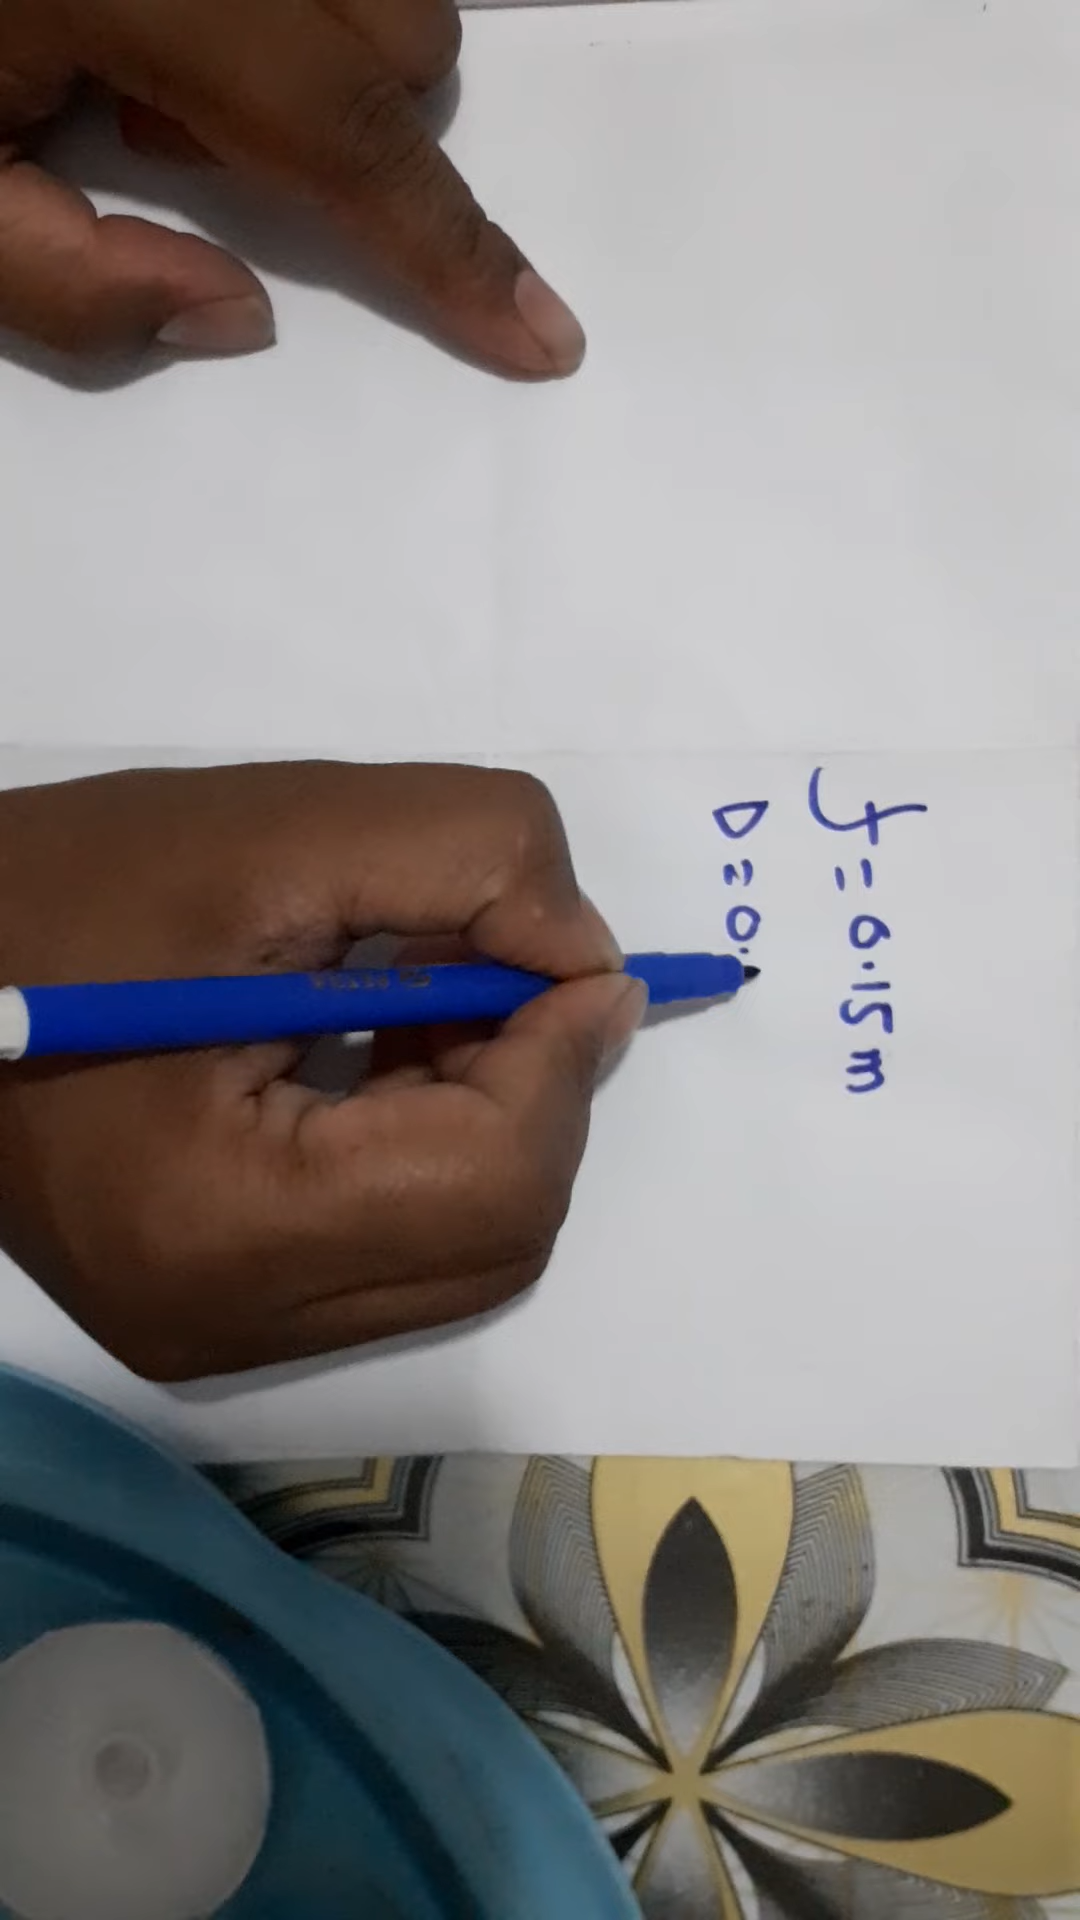 f = 0.15 m
D = 0.